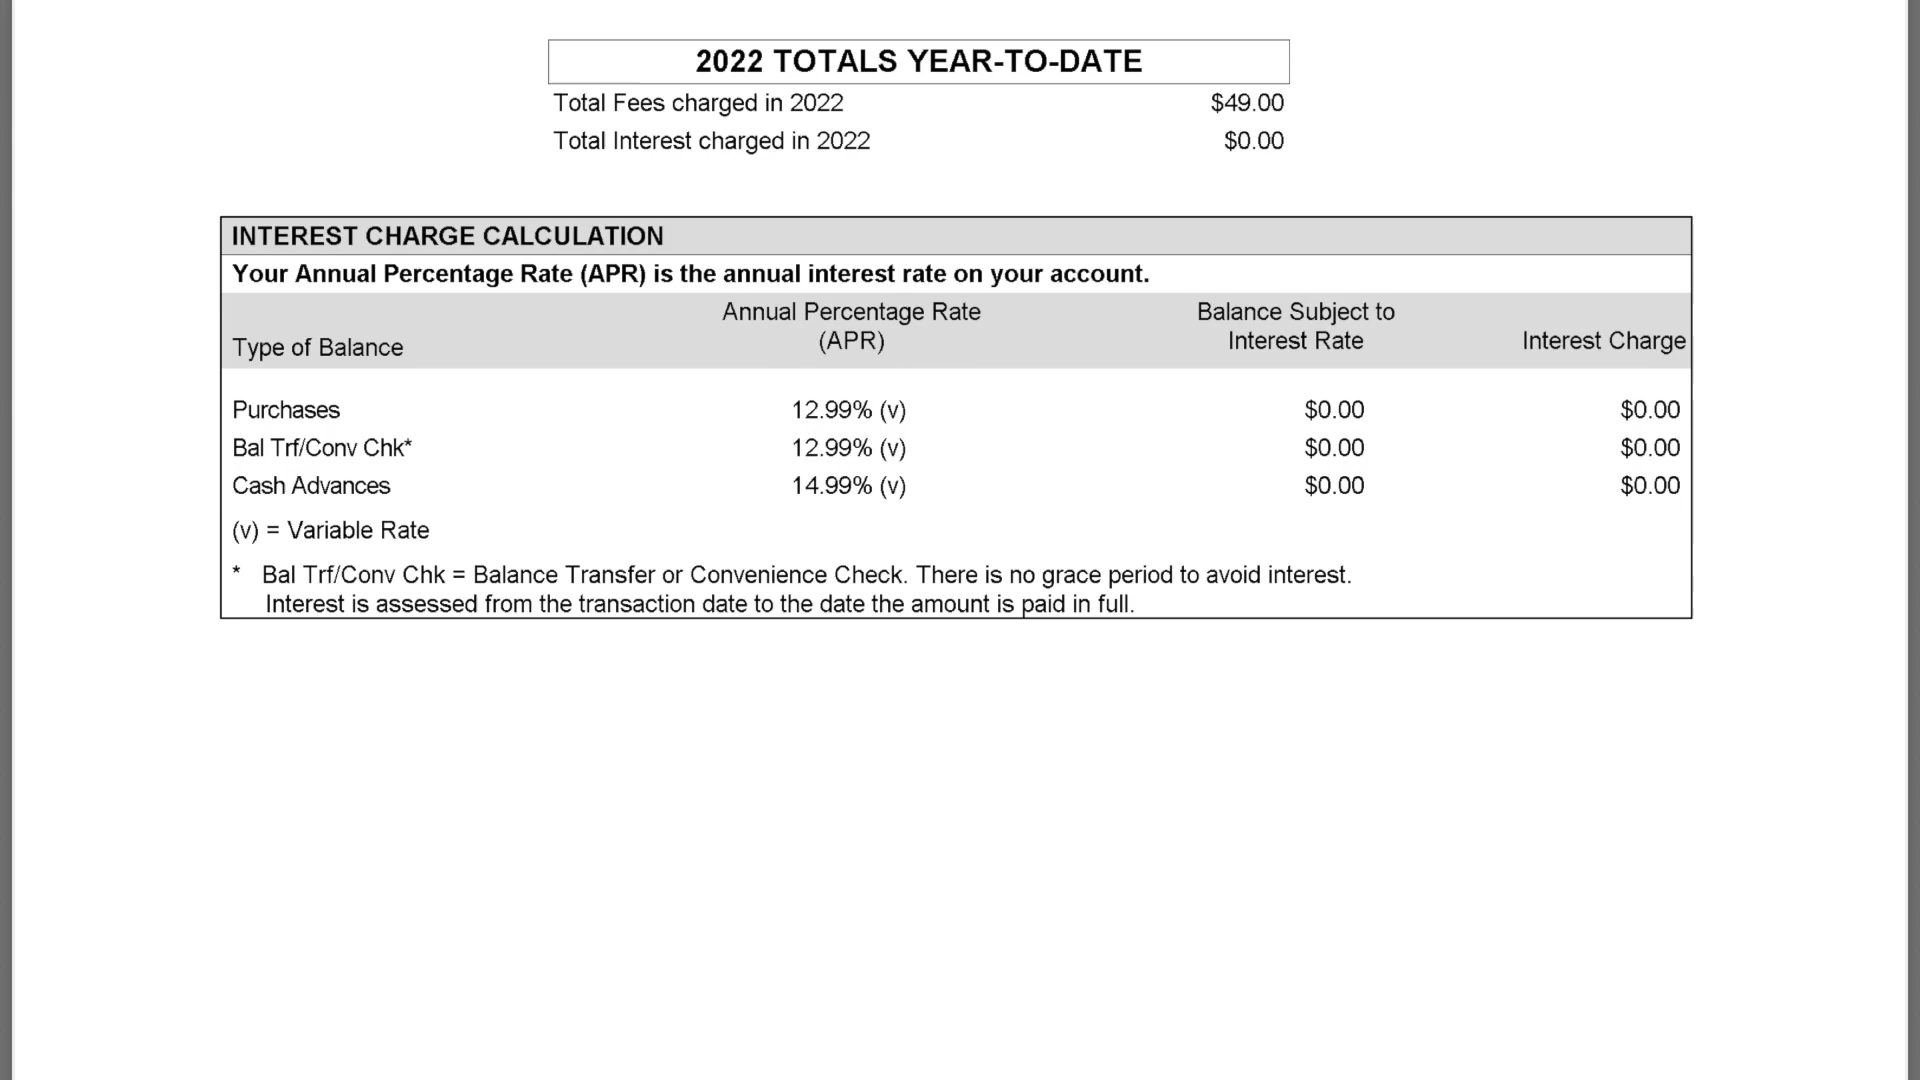 2022 TOTALS YEAR-TO-DATE
Total Fees charged in 2022 $49.00
Total Interest charged in 2022 $0.00
INTEREST CHARGE CALCULATION
Your Annual Percentage Rate (APR) is the annual interest rate on your account.
Type of Balance Annual Percentage Rate (APR) Balance Subject to Interest Rate Interest Charge
Purchases 12.99% (v) $0.00 $0.00
Bal Trf/Conv Chk* 12.99% (v) $0.00 $0.00
Cash Advances 14.99% (v) $0.00 $0.00
(v) = Variable Rate
* Bal Trf/Conv Chk = Balance Transfer or Convenience Check. There is no grace period to avoid interest.
Interest is assessed from the transaction date to the date the amount is paid in full.